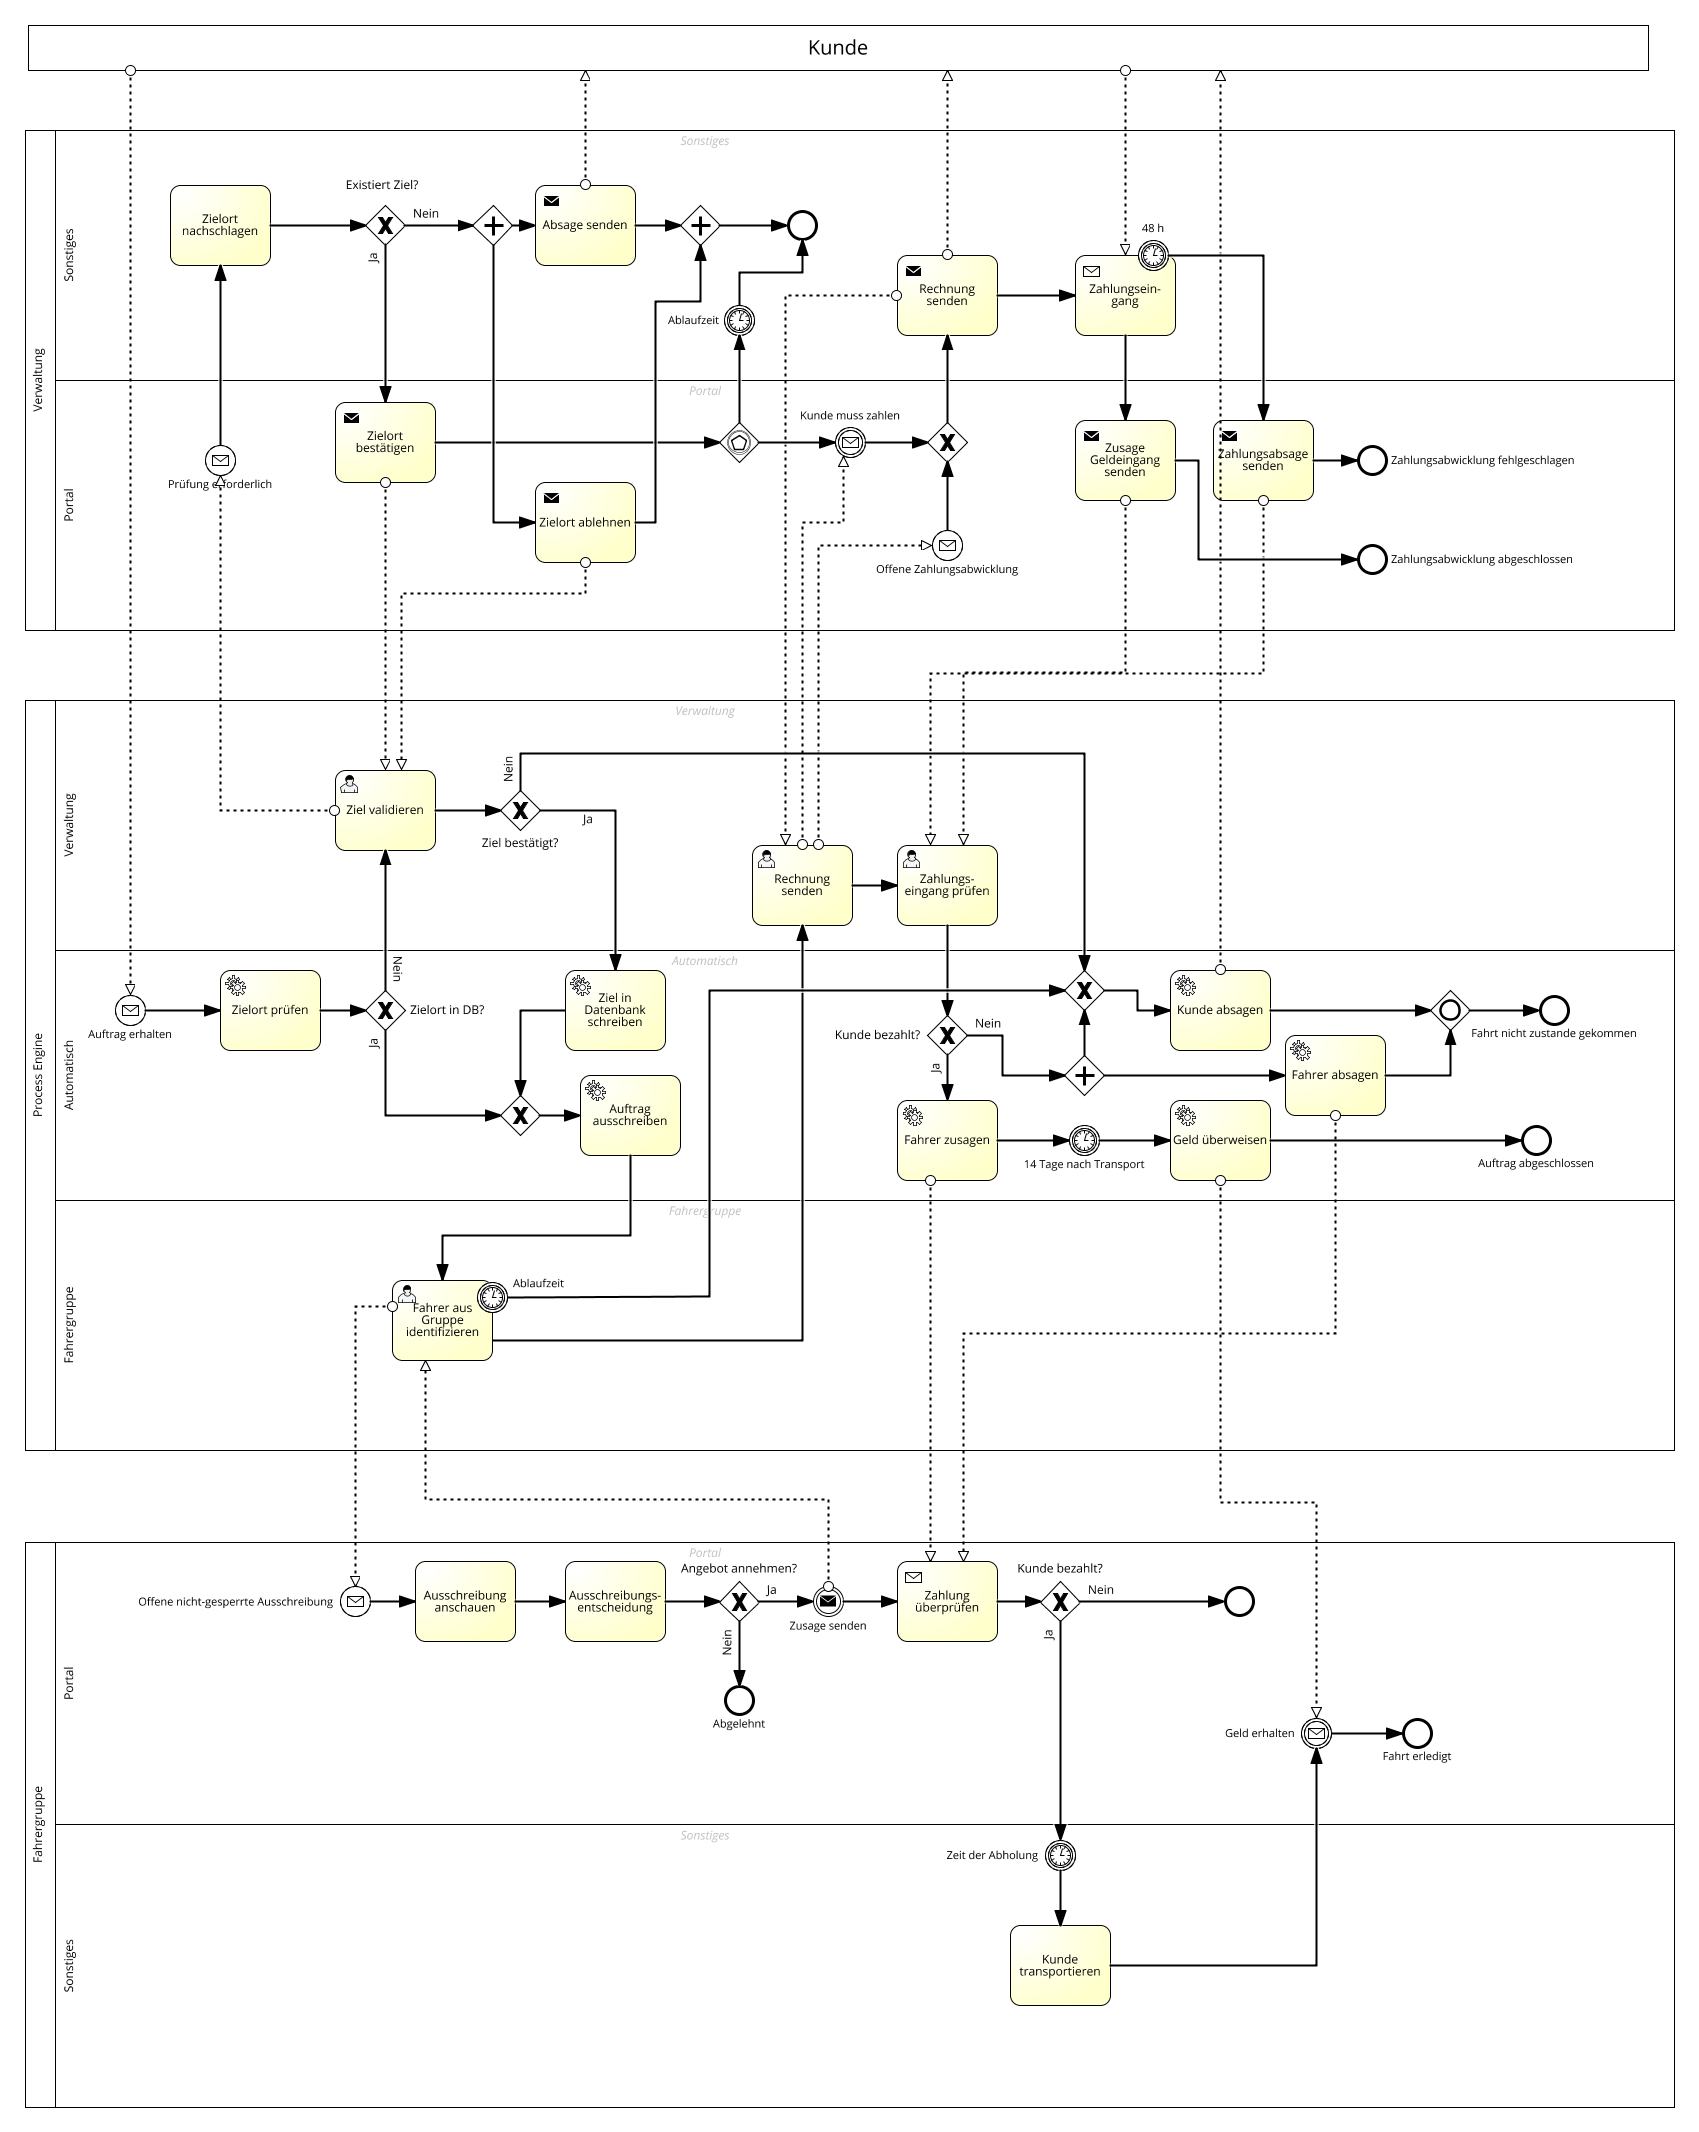 Kunde
Verwaltung
Sonstiges
Sonstiges
Existiert Ziel?
Zielort
nachschlagen
Nein
Ja
Absage senden
48 h
Ablaufzeit
Rechnung
senden
Zahlungsein-
gang
Portal
Portal
Prüfung erforderlich
Zielort
bestätigen
Zielort ablehnen
Kunde muss zahlen
Offene Zahlungsabwicklung
Zusage
Geldeingang
senden
Zahlungsabsage
senden
Zahlungsabwicklung fehlgeschlagen
Zahlungsabwicklung abgeschlossen
Process Engine
Verwaltung
Verwaltung
Ziel validieren
Nein
Ja
Ziel bestätigt?
Rechnung
senden
Zahlungs-
eingang prüfen
Automatisch
Automatisch
Auftrag erhalten
Zielort prüfen
Nein
Zielort in DB?
Ja
Ziel in
Datenbank
schreiben
Auftrag
ausschreiben
Kunde bezahlt?
Nein
Ja
Kunde absagen
Fahrt nicht zustande gekommen
Fahrer absagen
Fahrer zusagen
14 Tage nach Transport
Geld überweisen
Auftrag abgeschlossen
Fahrergruppe
Fahrergruppe
Ablaufzeit
Fahrer aus
Gruppe
identifizieren
Fahrergruppe
Portal
Portal
Offene nicht-gesperrte Ausschreibung
Ausschreibung
anschauen
Ausschreibungs-
entscheidung
Angebot annehmen?
Ja
Nein
Abgelehnt
Zusage senden
Zahlung
überprüfen
Kunde bezahlt?
Nein
Ja
Geld erhalten
Fahrt erledigt
Sonstiges
Sonstiges
Zeit der Abholung
Kunde
transportieren